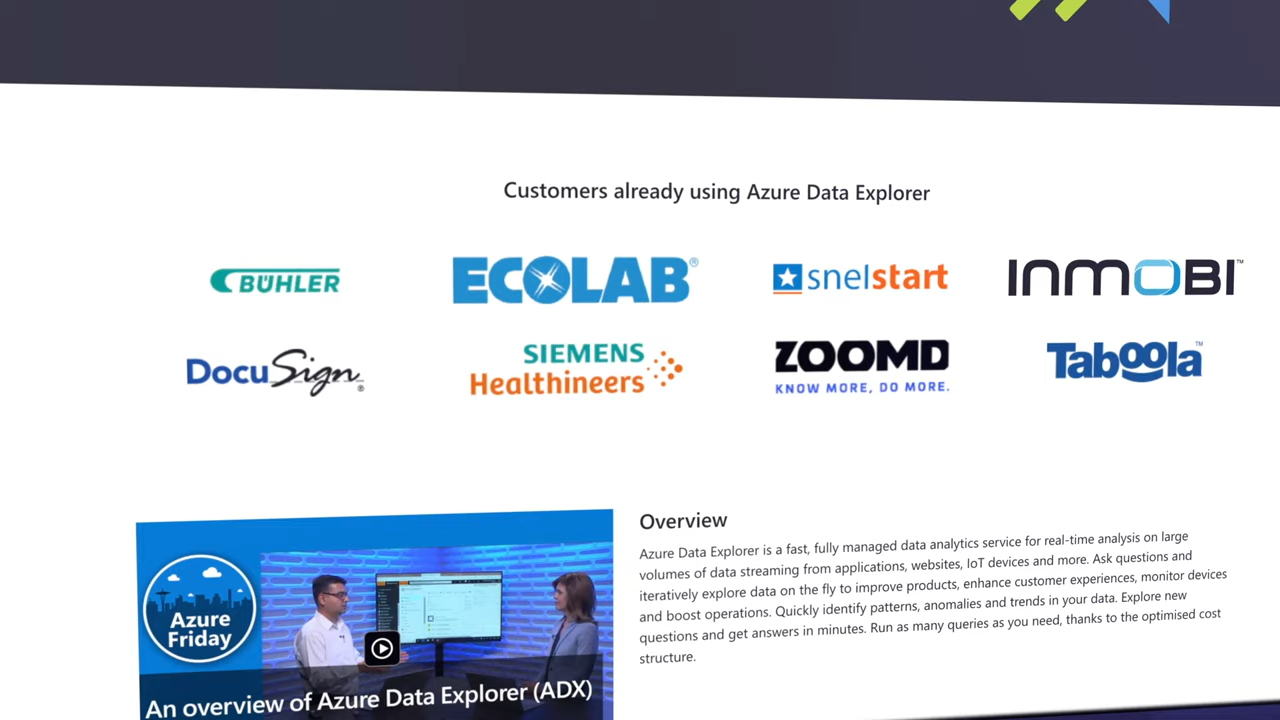 Customers already using Azure Data Explorer
BÜHLER
ECOLAB®
snelstart
INMOBI™
DocuSign®
SIEMENS
Healthineers
ZOOMD
KNOW MORE, DO MORE.
Taboola™
Azure
Friday
An overview of Azure Data Explorer (ADX)
Overview
Azure Data Explorer is a fast, fully managed data analytics service for real-time analysis on large
volumes of data streaming from applications, websites, IoT devices and more. Ask questions and
iteratively explore data on the fly to improve products, enhance customer experiences, monitor devices
and boost operations. Quickly identify patterns, anomalies and trends in your data. Explore new
questions and get answers in minutes. Run as many queries as you need, thanks to the optimised cost
structure.